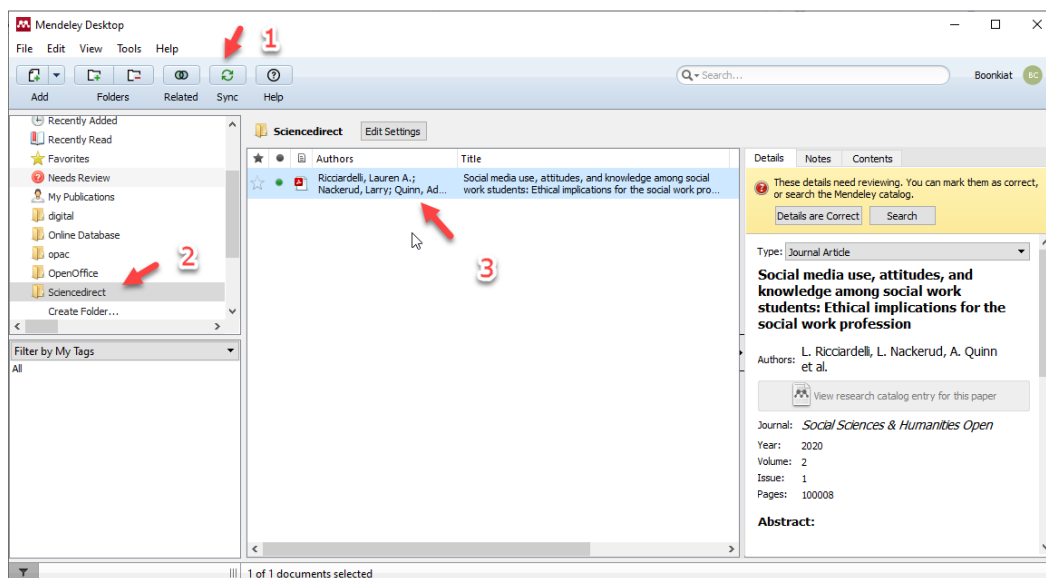 Mendeley Desktop
1
File Edit View Tools Help
Search...
Boonkiat BC
Add Folders Related Sync Help
Recently Added
Recently Read
Favorites
Needs Review
My Publications
digital
Online Database
opac
2
OpenOffice
Sciencedirect
Create Folder...
Filter by My Tags
All
Sciencedirect Edit Settings
Authors Title
Ricciardelli, Lauren A.; Social media use, attitudes, and knowledge among social
Nackerud, Larry; Quinn, Ad... work students: Ethical implications for the social work pro...
3
Details Notes Contents
These details need reviewing. You can mark them as correct,
or search the Mendeley catalog.
Details are Correct Search
Type: Journal Article
Social media use, attitudes, and
knowledge among social work
students: Ethical implications for the
social work profession
Authors: L. Ricciardelli, L. Nackerud, A. Quinn
et al.
View research catalog entry for this paper
Journal: Social Sciences & Humanities Open
Year: 2020
Volume: 2
Issue: 1
Pages: 100008
Abstract:
1 of 1 documents selected